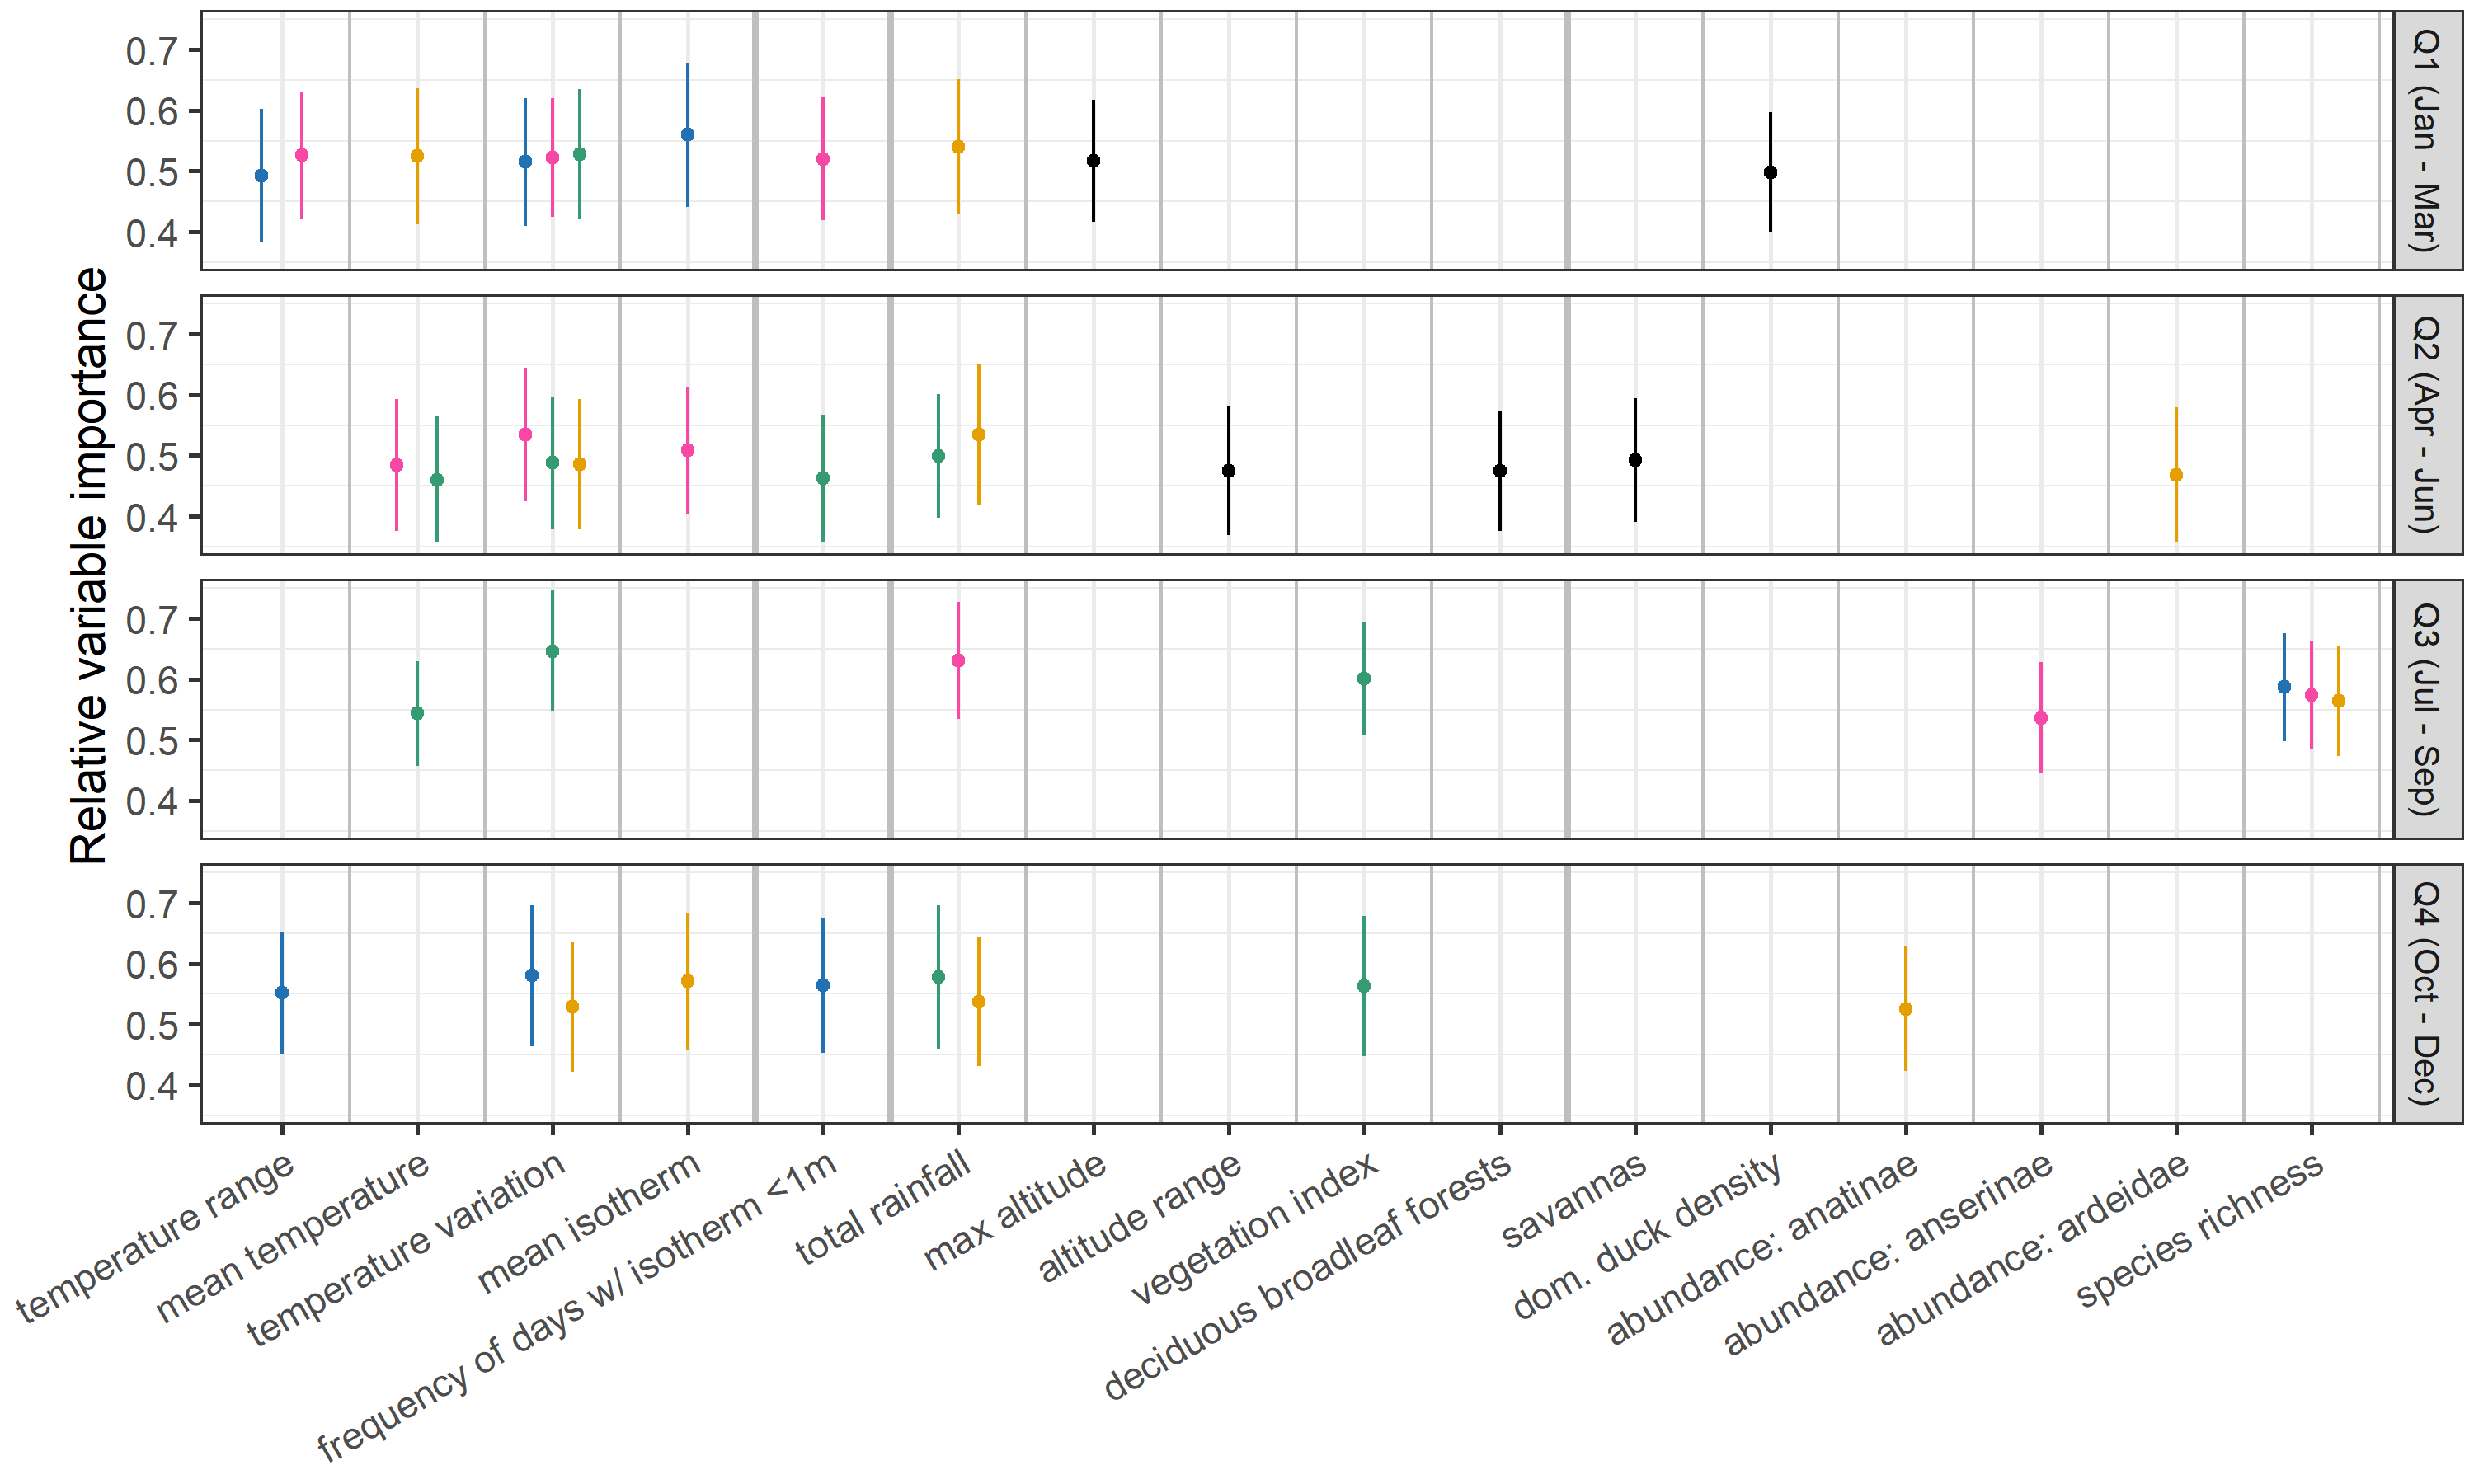 Relative variable importance
0.7
0.6
0.5
0.4
Q1 (Jan - Mar)
0.7
0.6
0.5
0.4
Q2 (Apr - Jun)
0.7
0.6
0.5
0.4
Q3 (Jul - Sep)
0.7
0.6
0.5
0.4
Q4 (Oct - Dec)
temperature range
mean temperature
temperature variation
mean isotherm
frequency of days w/ isotherm <1m
total rainfall
max altitude
altitude range
vegetation index
deciduous broadleaf forests
savannas
dom. duck density
abundance: anatinae
abundance: anserinae
abundance: ardeidae
species richness